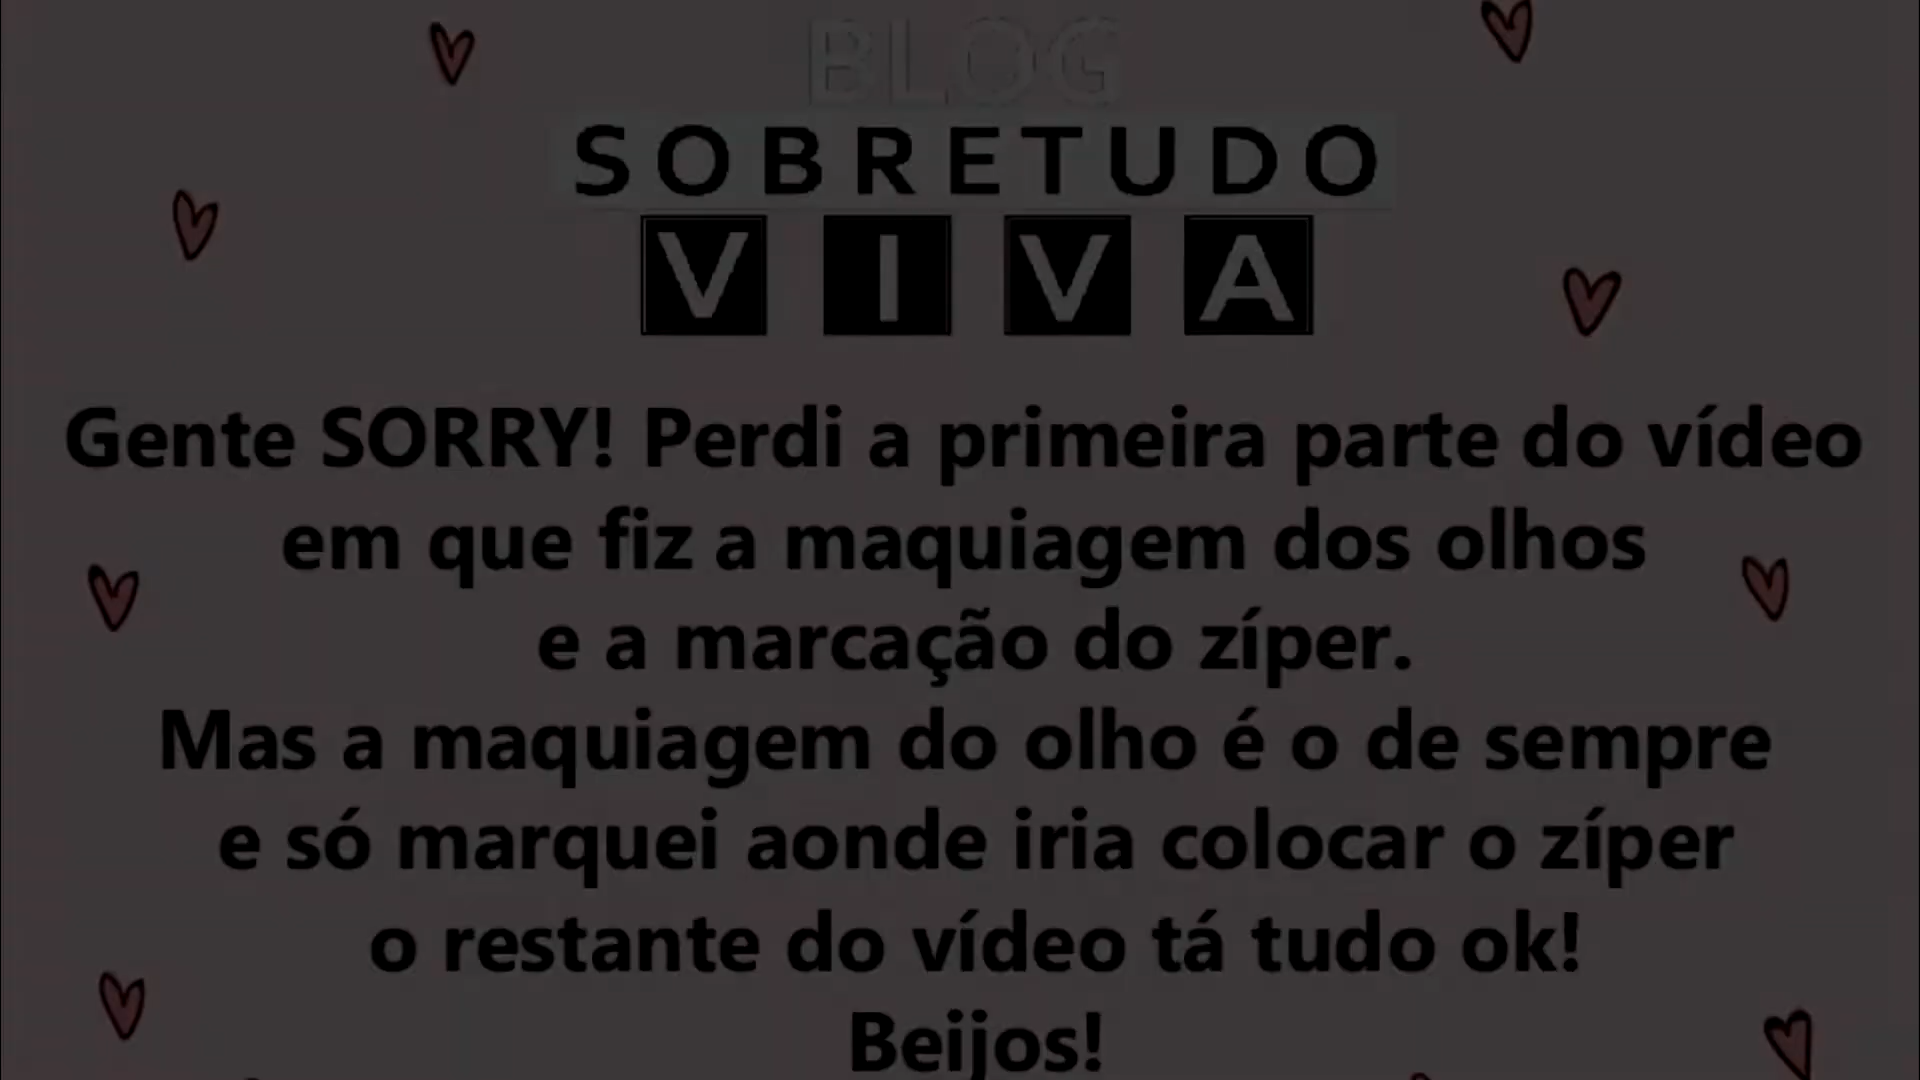 BLOG
SOBRETUDO
VIVA
Gente SORRY! Perdi a primeira parte do vídeo
em que fiz a maquiagem dos olhos
e a marcação do zíper.
Mas a maquiagem do olho é o de sempre
e só marquei aonde iria colocar o zíper
o restante do vídeo tá tudo ok!
Beijos!